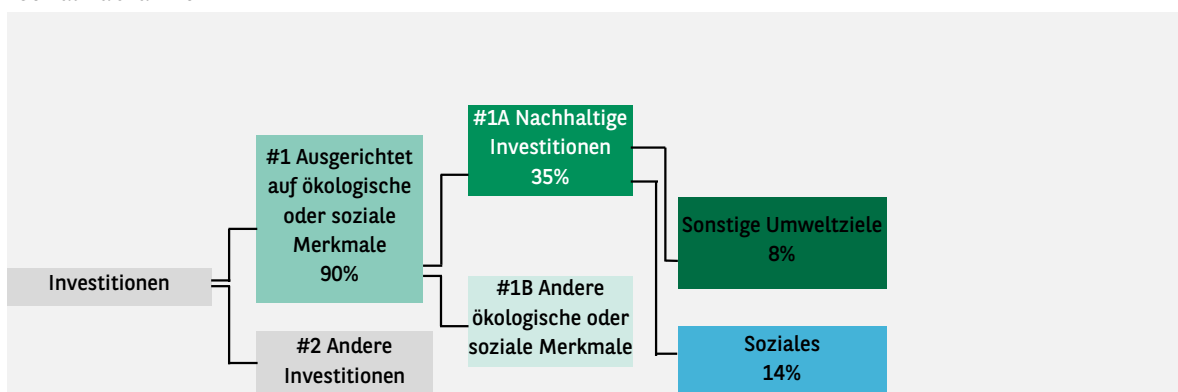 Investitionen
#1 Ausgerichtet
auf ökologische
oder soziale
Merkmale
90%
#2 Andere
Investitionen
#1A Nachhaltige
Investitionen
35%
#1B Andere
ökologische oder
soziale Merkmale
Sonstige Umweltziele
8%
Soziales
14%